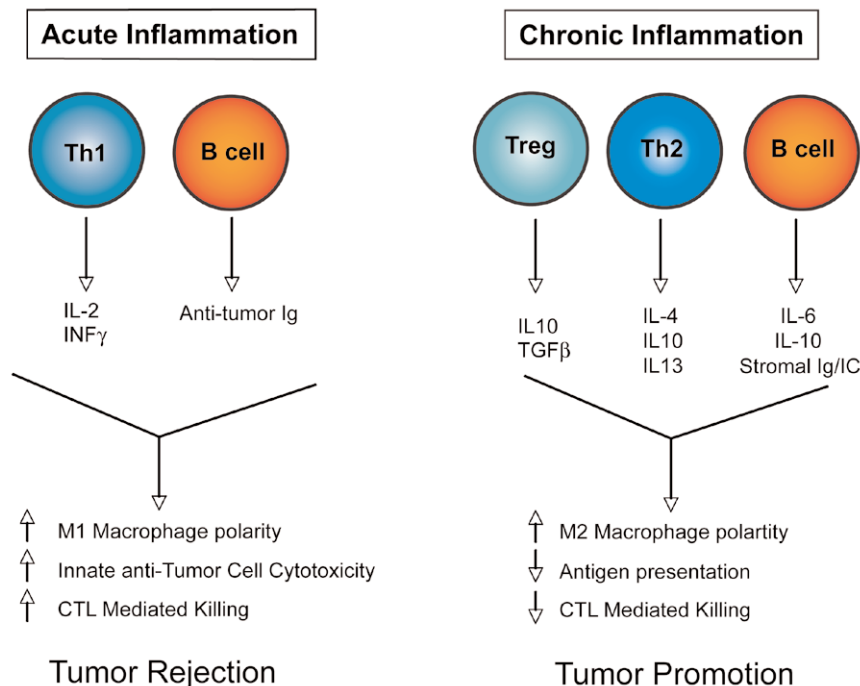 Acute Inflammation
Th1
B cell
IL-2
INFγ
Anti-tumor Ig
M1 Macrophage polarity
Innate anti-Tumor Cell Cytotoxicity
CTL Mediated Killing
Tumor Rejection
Chronic Inflammation
Treg
Th2
B cell
IL10
TGFβ
IL-4
IL10
IL13
IL-6
IL-10
Stromal Ig/IC
M2 Macrophage polartity
Antigen presentation
CTL Mediated Killing
Tumor Promotion